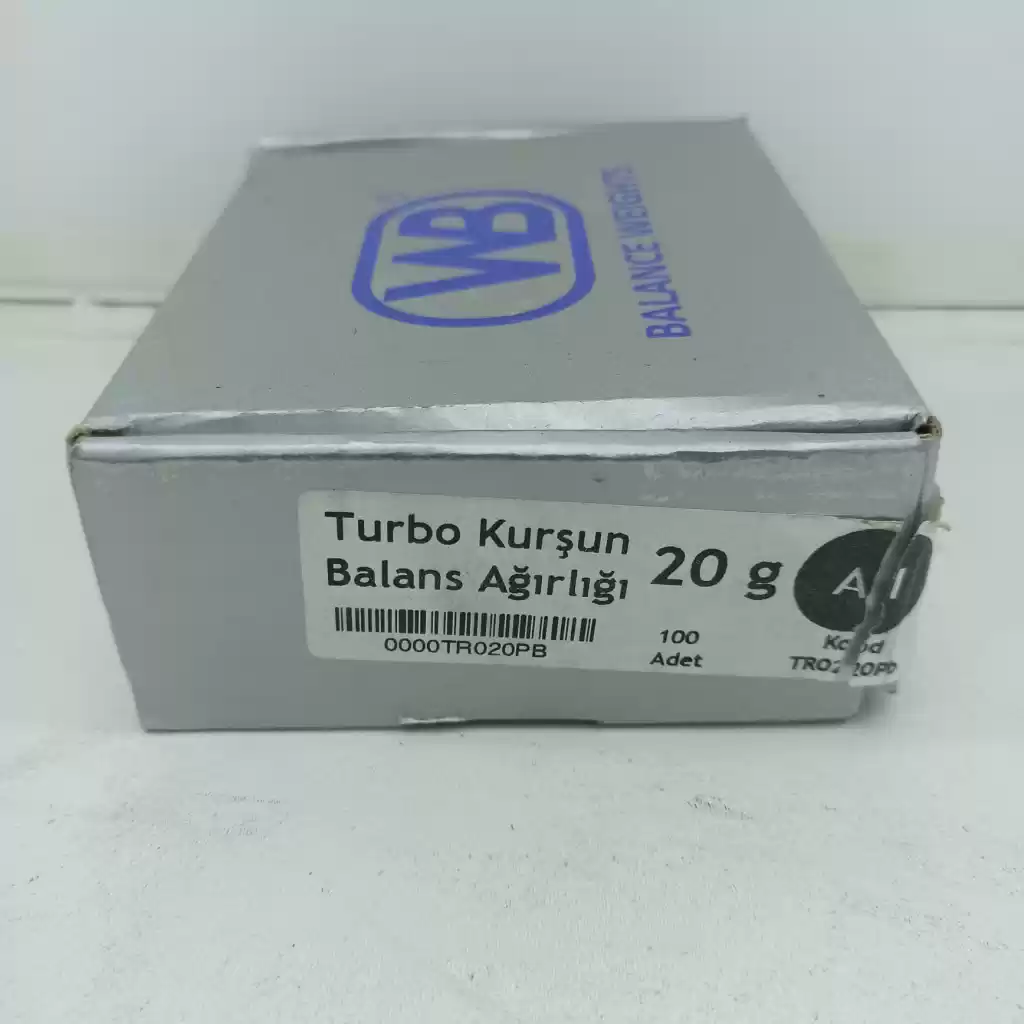 WB
BALANCE WEIGHTS
Turbo Kurşun
Balans Ağırlığı
20 g
0000TR020PB
100
Adet